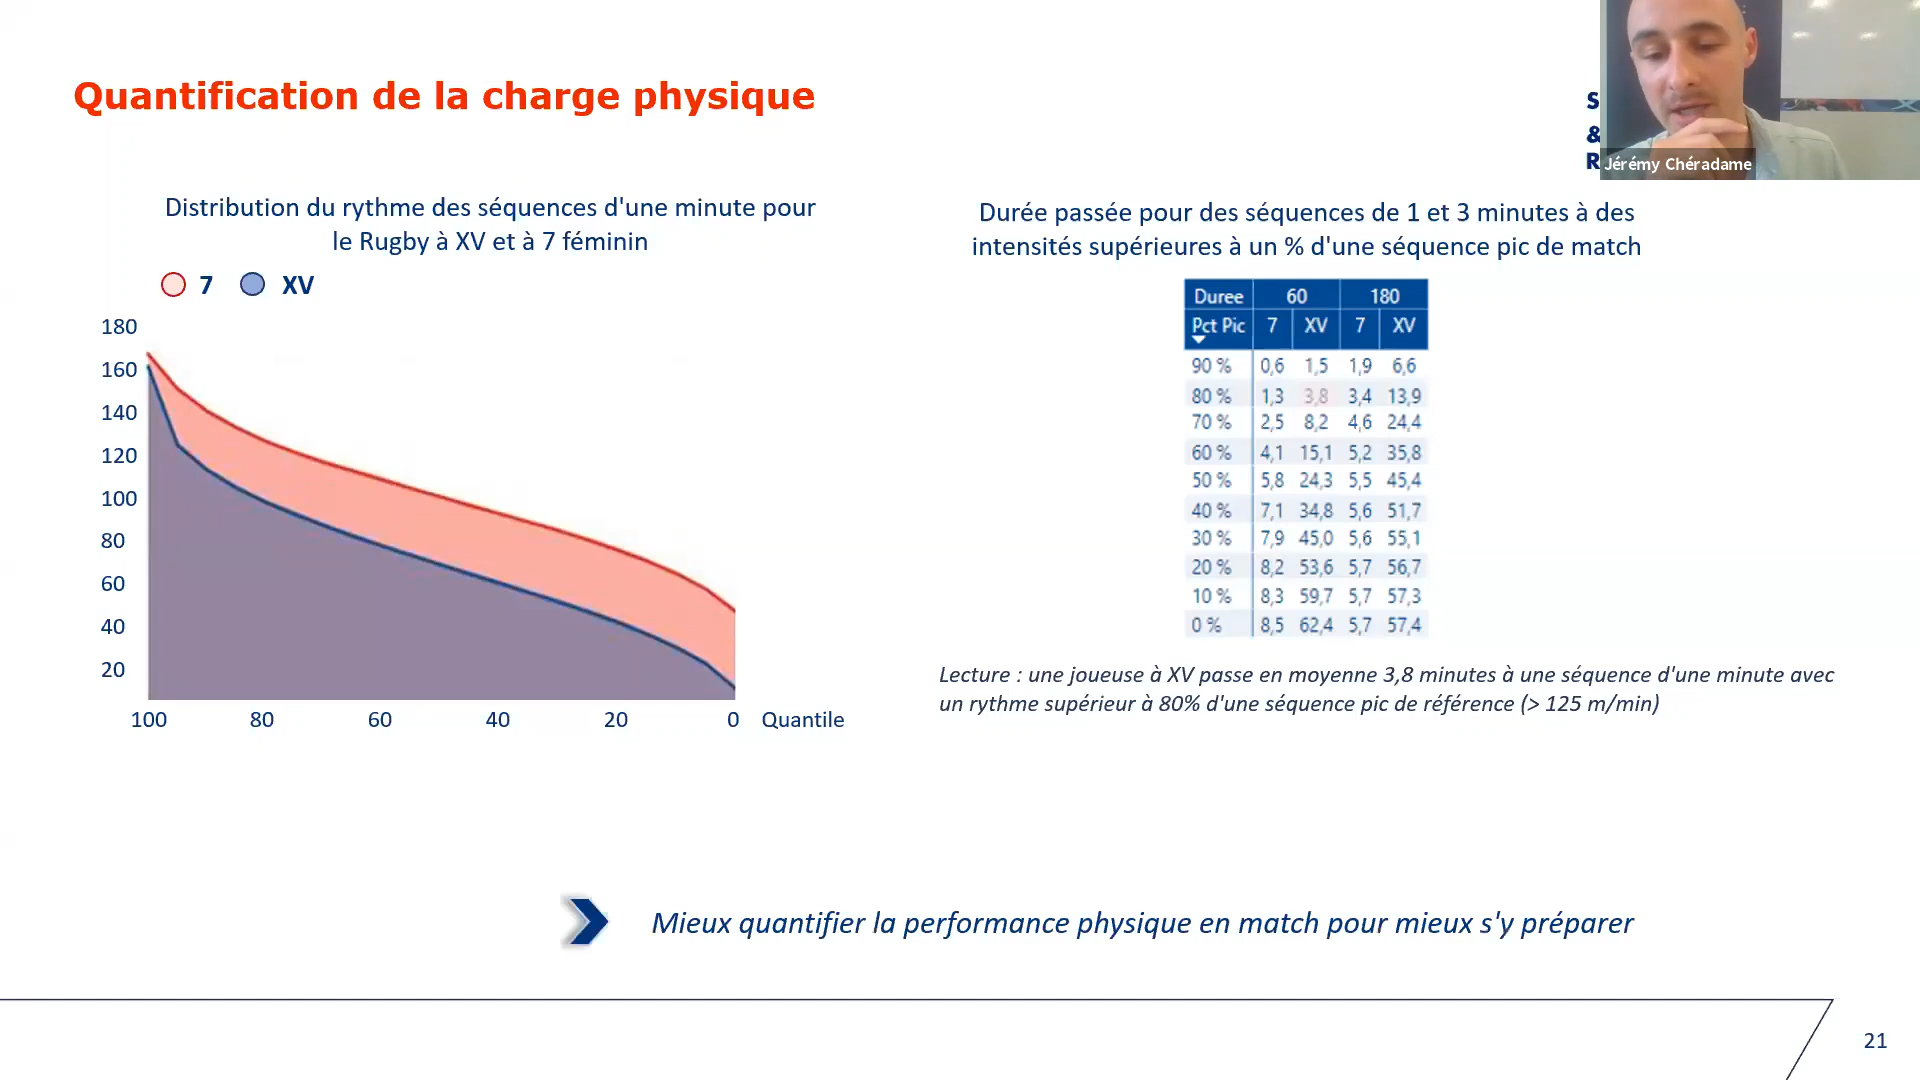 Quantification de la charge physique
S
&
R
Jérémy Chéradame
Distribution du rythme des séquences d'une minute pour
le Rugby à XV et à 7 féminin
7 XV
180
160
140
120
100
80
60
40
20
100 80 60 40 20 0 Quantile
Durée passée pour des séquences de 1 et 3 minutes à des
intensités supérieures à un % d'une séquence pic de match
Duree 60 180
Pct Pic 7 XV 7 XV
90 % 0,6 1,5 1,9 6,6
80 % 1,3 3,8 3,4 13,9
70 % 2,5 8,2 4,6 24,4
60 % 4,1 15,1 5,2 35,8
50 % 5,8 24,3 5,5 45,4
40 % 7,1 34,8 5,6 51,7
30 % 7,9 45,0 5,6 55,1
20 % 8,2 53,6 5,7 56,7
10 % 8,3 59,7 5,7 57,3
0 % 8,5 62,4 5,7 57,4
Lecture : une joueuse à XV passe en moyenne 3,8 minutes à une séquence d'une minute avec
un rythme supérieur à 80% d'une séquence pic de référence (> 125 m/min)
Mieux quantifier la performance physique en match pour mieux s'y préparer
21